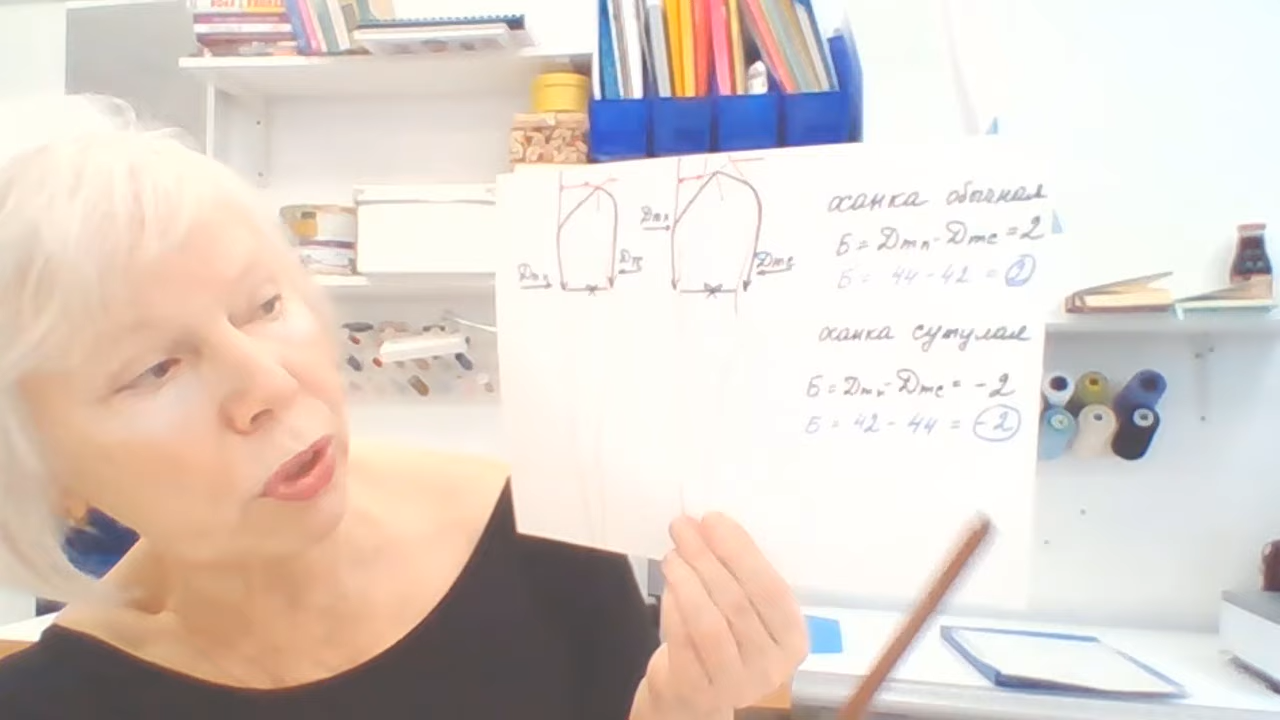 Дтп
Дтс
Дтп
Дтс
осанка обычная
Б = Дтп - Дтс = 2
Б = 44 - 42 = 2
осанка сутулая
Б = Дтп - Дтс = -2
Б = 42 - 44 = -2